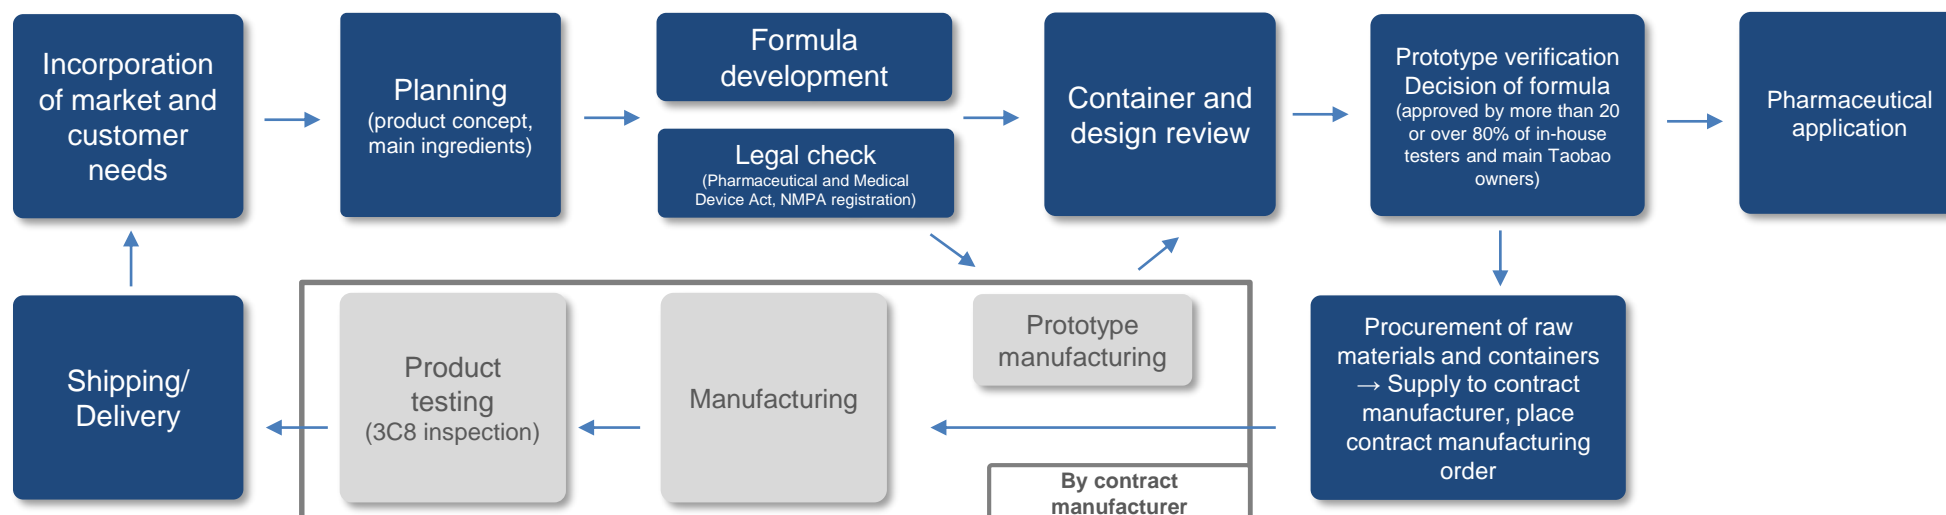 Incorporation
of market and
customer
needs
Planning
(product concept,
main ingredients)
Formula
development
Legal check
(Pharmaceutical and Medical
Device Act, NMPA registration)
Container and
design review
Prototype verification
Decision of formula
(approved by more than 20
or over 80% of in-house
testers and main Taobao
owners)
Pharmaceutical
application
Shipping/
Delivery
Product
testing
(3C8 inspection)
Manufacturing
Prototype
manufacturing
By contract
manufacturer
Procurement of raw
materials and containers
→ Supply to contract
manufacturer, place
contract manufacturing
order